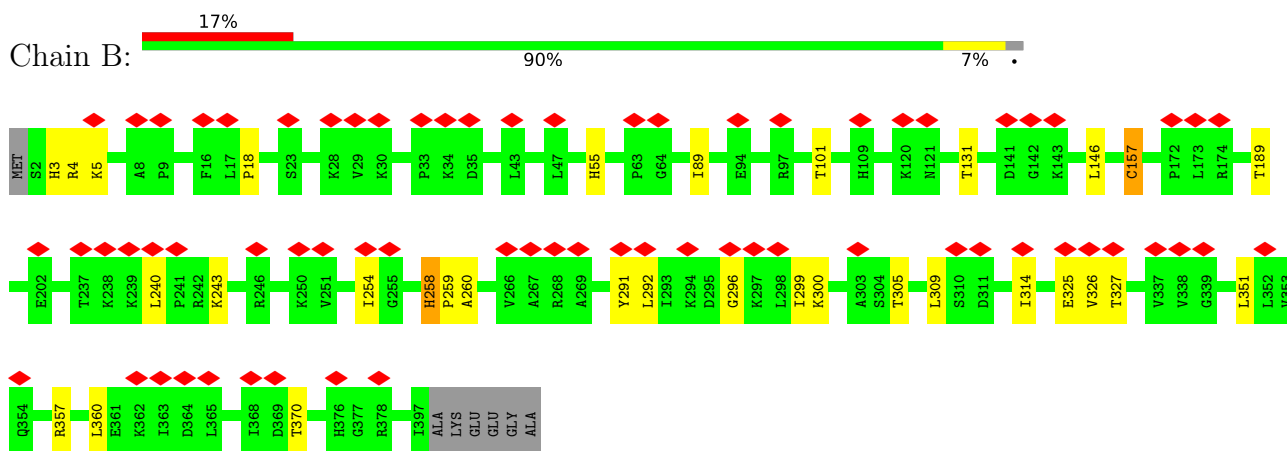 17%
Chain B:
90% 7% •
MET S2 H3 R4 K5 A8 P9 F16 L17 P18 S23 K28 V29 K30 P33 K34 D35 L43 L47 H55 P63 G64 I89 E94 R97 T101 H109 K120 N121 T131 D141 G142 K143 L146 C157 P172 L173 R174 T189
E202 T237 K238 K239 L240 P241 R242 K243 R246 K250 V251 I254 G255 H258 P259 A260 V266 A267 R268 A269 Y291 L292 I293 K294 D295 G296 K297 L298 I299 K300 A303 S304 T305 L309 S310 D311 I314 E325 V326 T327 V337 V338 G339 L351 L352 V353
Q354 R357 L360 E361 K362 I363 D364 L365 I368 D369 T370 H376 G377 R378 I397 ALA LYS GLU GLU GLY ALA